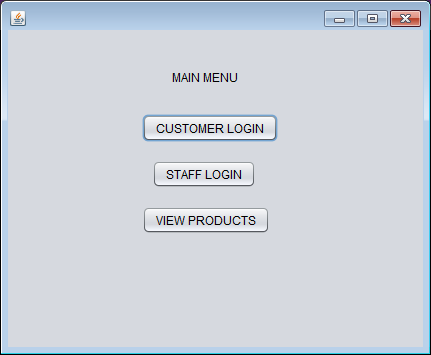 MAIN MENU
CUSTOMER LOGIN
STAFF LOGIN
VIEW PRODUCTS